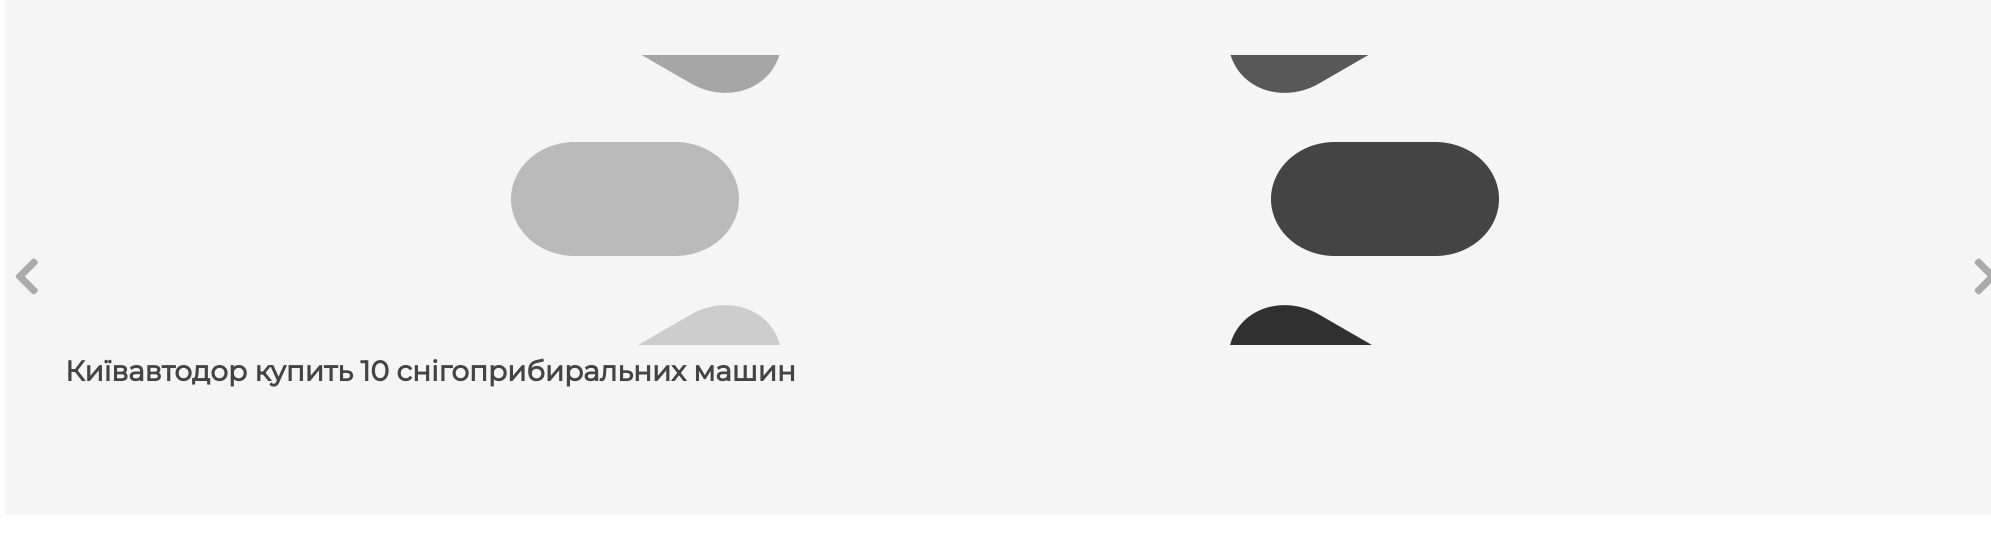 Київавтодор купить 10 снігоприбиральних машин